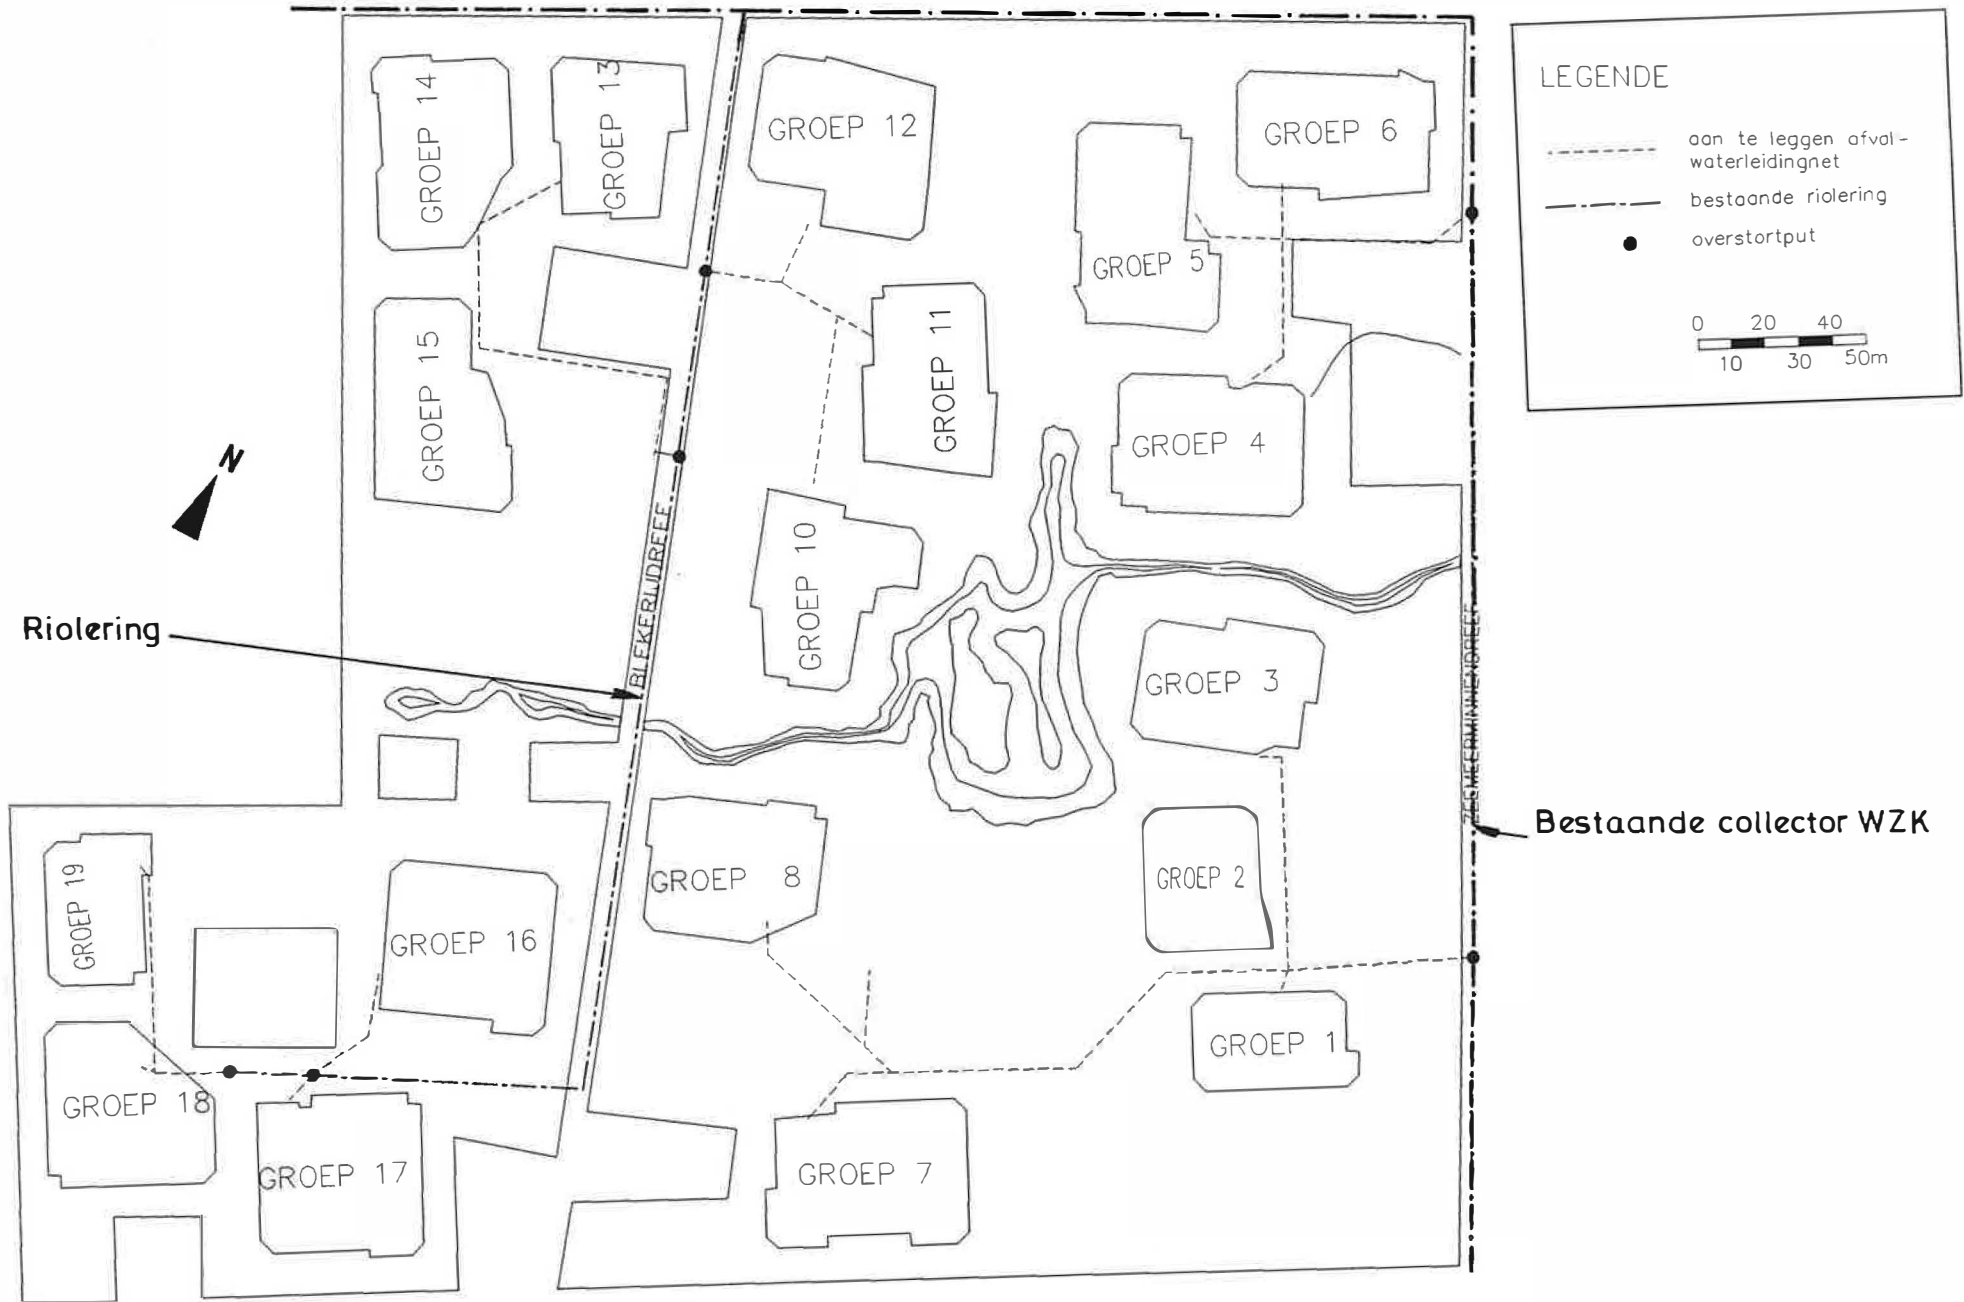 GROEP 14
GROEP 13
GROEP 12
GROEP 6
GROEP 5
GROEP 15
GROEP 11
GROEP 4
N
GROEP 10
BLEKERIJDREEF
Riolering
GROEP 3
ZEEMEERMINNENDREEF
Bestaande collector WZK
GROEP 19
GROEP 16
GROEP 8
GROEP 2
GROEP 18
GROEP 17
GROEP 7
GROEP 1
LEGENDE
aan te leggen afval-
waterleidingnet
bestaande riolering
overstortput
0 20 40
10 30 50m